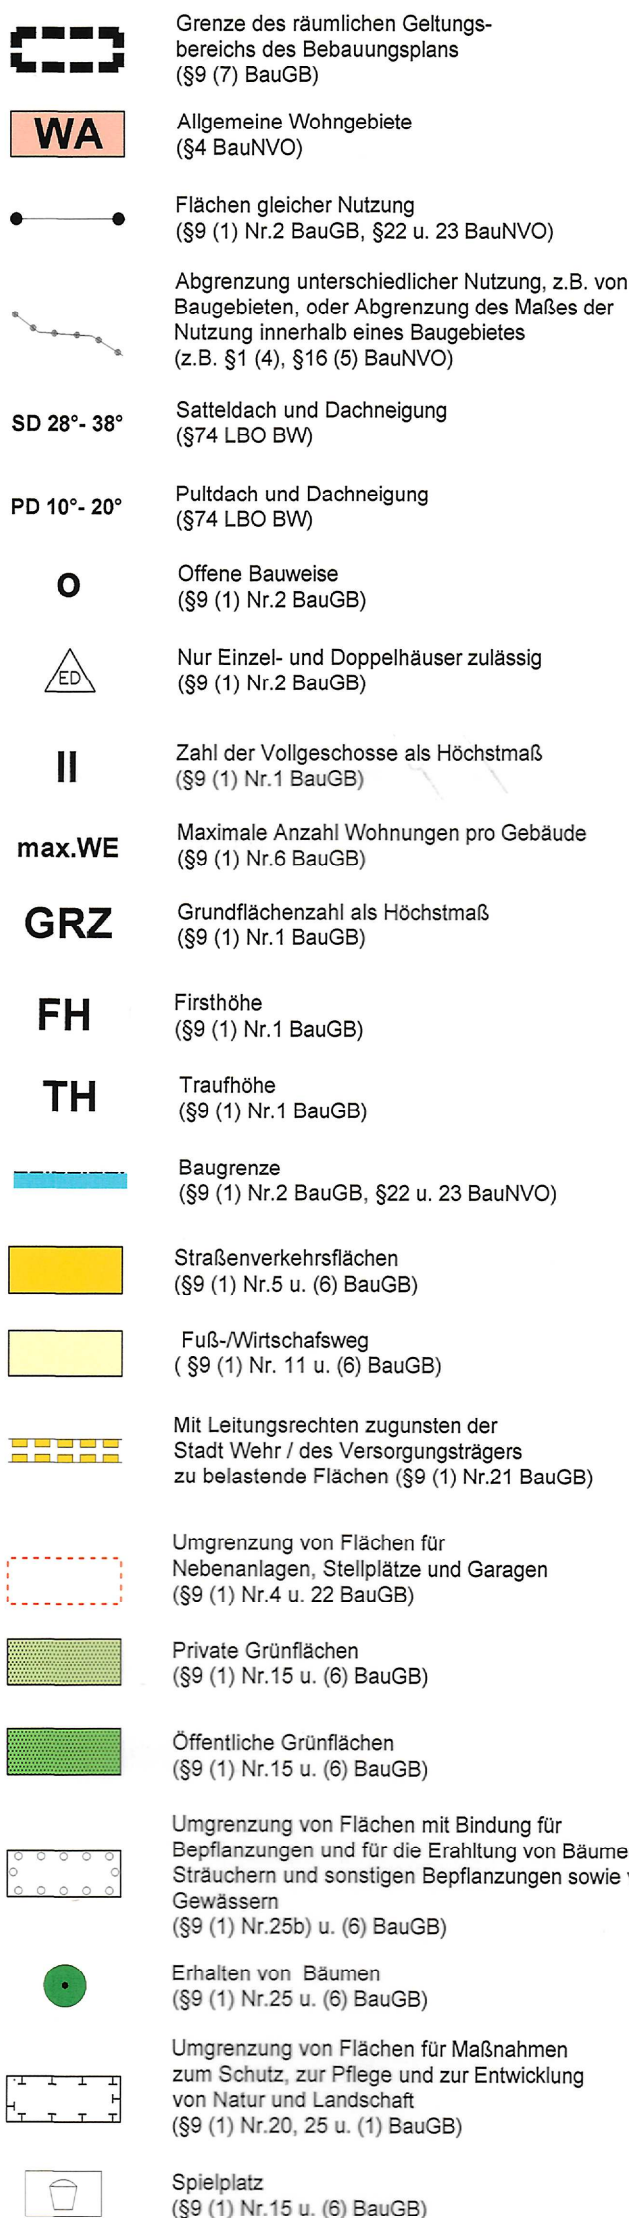 Grenze des räumlichen Geltungs-
bereichs des Bebauungsplans
(§9 (7) BauGB)
WA
Allgemeine Wohngebiete
(§4 BauNVO)
Flächen gleicher Nutzung
(§9 (1) Nr.2 BauGB, §22 u. 23 BauNVO)
Abgrenzung unterschiedlicher Nutzung, z.B. von
Baugebieten, oder Abgrenzung des Maßes der
Nutzung innerhalb eines Baugebietes
(z.B. §1 (4), §16 (5) BauNVO)
SD 28°- 38°
Satteldach und Dachneigung
(§74 LBO BW)
PD 10°- 20°
Pultdach und Dachneigung
(§74 LBO BW)
o
Offene Bauweise
(§9 (1) Nr.2 BauGB)
ED
Nur Einzel- und Doppelhäuser zulässig
(§9 (1) Nr.2 BauGB)
II
Zahl der Vollgeschosse als Höchstmaß
(§9 (1) Nr.1 BauGB)
max.WE
Maximale Anzahl Wohnungen pro Gebäude
(§9 (1) Nr.6 BauGB)
GRZ
Grundflächenzahl als Höchstmaß
(§9 (1) Nr.1 BauGB)
FH
Firsthöhe
(§9 (1) Nr.1 BauGB)
TH
Traufhöhe
(§9 (1) Nr.1 BauGB)
Baugrenze
(§9 (1) Nr.2 BauGB, §22 u. 23 BauNVO)
Straßenverkehrsflächen
(§9 (1) Nr.5 u. (6) BauGB)
Fuß-/Wirtschafsweg
( §9 (1) Nr. 11 u. (6) BauGB)
Mit Leitungsrechten zugunsten der
Stadt Wehr / des Versorgungsträgers
zu belastende Flächen (§9 (1) Nr.21 BauGB)
Umgrenzung von Flächen für
Nebenanlagen, Stellplätze und Garagen
(§9 (1) Nr.4 u. 22 BauGB)
Private Grünflächen
(§9 (1) Nr.15 u. (6) BauGB)
Öffentliche Grünflächen
(§9 (1) Nr.15 u. (6) BauGB)
Umgrenzung von Flächen mit Bindung für
Bepflanzungen und für die Erahltung von Bäume
Sträuchern und sonstigen Bepflanzungen sowie
Gewässern
(§9 (1) Nr.25b) u. (6) BauGB)
Erhalten von Bäumen
(§9 (1) Nr.25 u. (6) BauGB)
Umgrenzung von Flächen für Maßnahmen
zum Schutz, zur Pflege und zur Entwicklung
von Natur und Landschaft
(§9 (1) Nr.20, 25 u. (1) BauGB)
Spielplatz
(§9 (1) Nr.15 u. (6) BauGB)